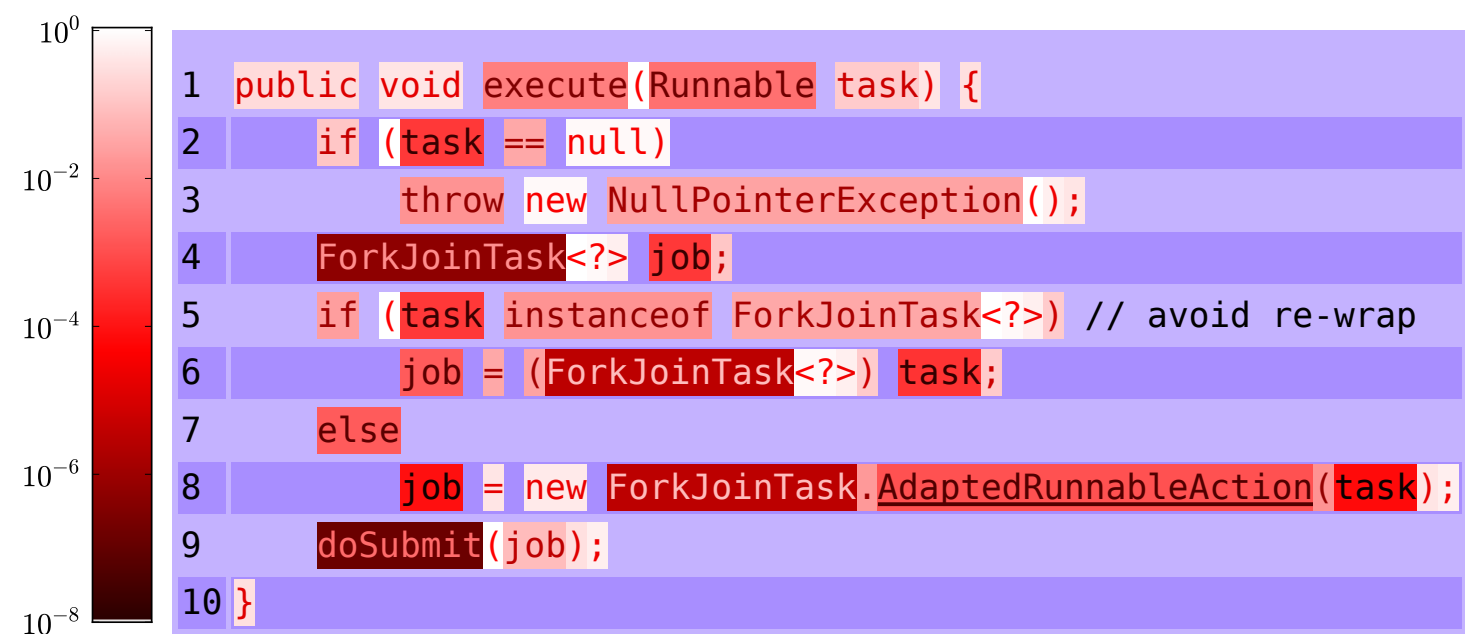 10^0
10^-2
10^-4
10^-6
10^-8
1 public void execute(Runnable task) {
2 if (task == null)
3 throw new NullPointerException();
4 ForkJoinTask<?> job;
5 if (task instanceof ForkJoinTask<?>) // avoid re-wrap
6 job = (ForkJoinTask<?>) task;
7 else
8 job = new ForkJoinTask.AdaptedRunnableAction(task);
9 doSubmit(job);
10 }